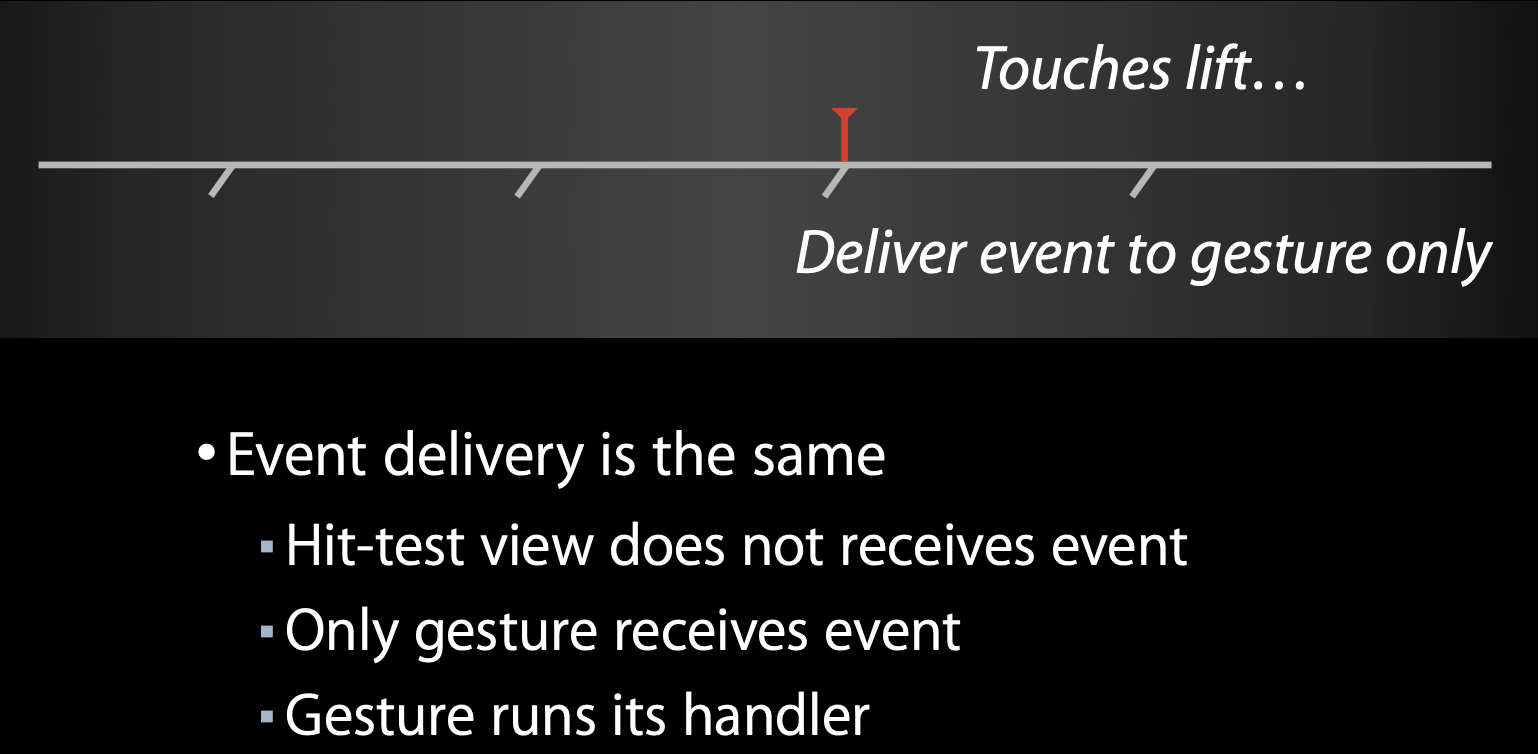 Touches lift…
Deliver event to gesture only
• Event delivery is the same
▪ Hit-test view does not receives event
▪ Only gesture receives event
▪ Gesture runs its handler